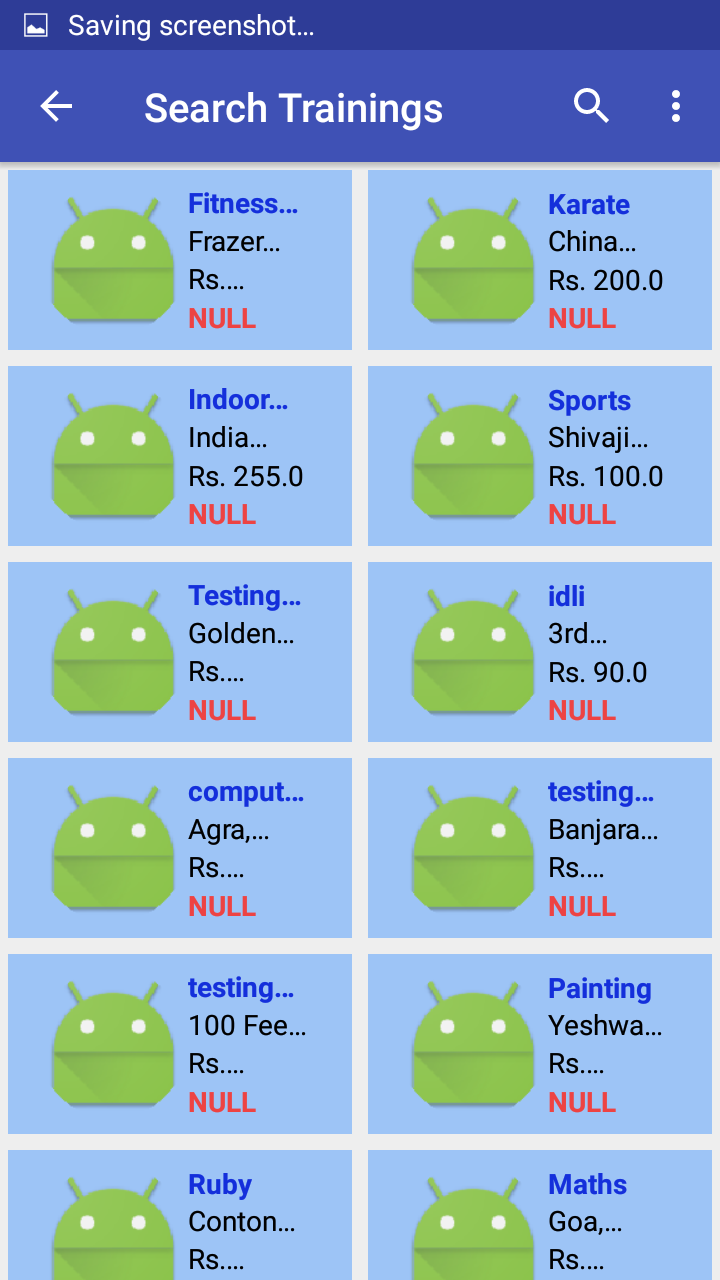 Saving screenshot…
Search Trainings
Fitness…
Frazer…
Rs.…
NULL
Karate
China…
Rs. 200.0
NULL
Indoor…
India…
Rs. 255.0
NULL
Sports
Shivaji…
Rs. 100.0
NULL
Testing…
Golden…
Rs.…
NULL
idli
3rd…
Rs. 90.0
NULL
comput…
Agra,…
Rs.…
NULL
testing…
Banjara…
Rs.…
NULL
testing…
100 Fee…
Rs.…
NULL
Painting
Yeshwa…
Rs.…
NULL
Ruby
Conton…
Rs.…
Maths
Goa,…
Rs.…